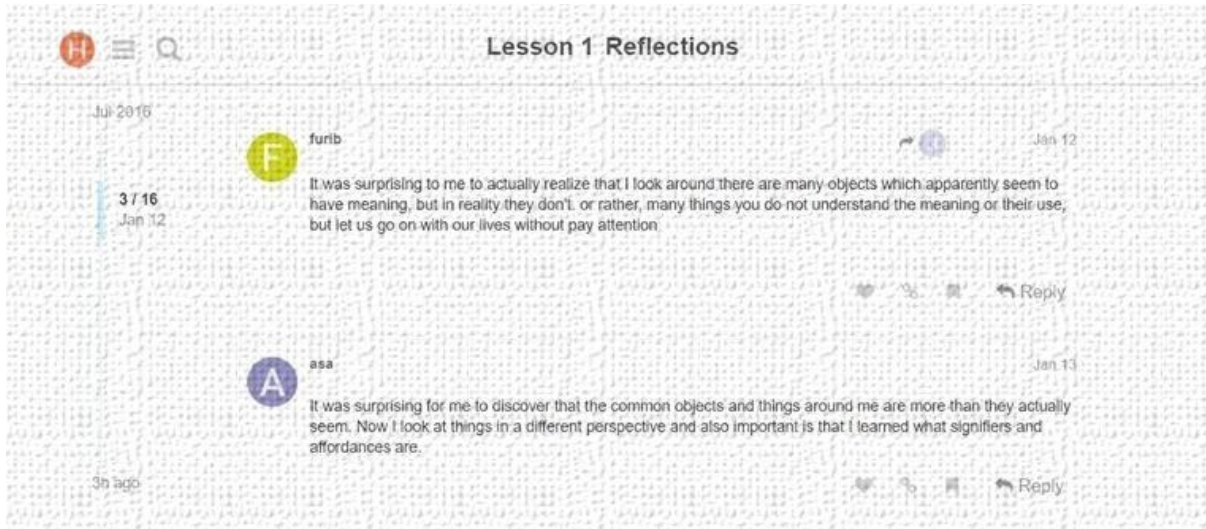 H
Lesson 1 Reflections
Jul 2016
F
furib
Jan 12
It was surprising to me to actually realize that I look around there are many objects which apparently seem to
have meaning, but in reality they don't. or rather, many things you do not understand the meaning or their use,
but let us go on with our lives without pay attention
3 / 16
Jan 12
Reply
A
asa
Jan 13
It was surprising for me to discover that the common objects and things around me are more than they actually
seem. Now I look at things in a different perspective and also important is that I learned what signifiers and
affordances are.
3h ago
Reply